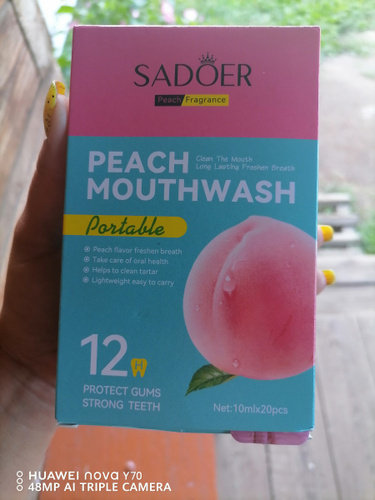 SADOER
Peach Fragrance
PEACH
MOUTHWASH
Clean The Mouth
Long Lasting Freshen Breath
Portable
Peach flavor freshen breath
Take care of oral health
Helps to clean tartar
Lightweight easy to carry
12H
PROTECT GUMS
STRONG TEETH
Net:10mlx20pcs
HUAWEI nova Y70
48MP AI TRIPLE CAMERA